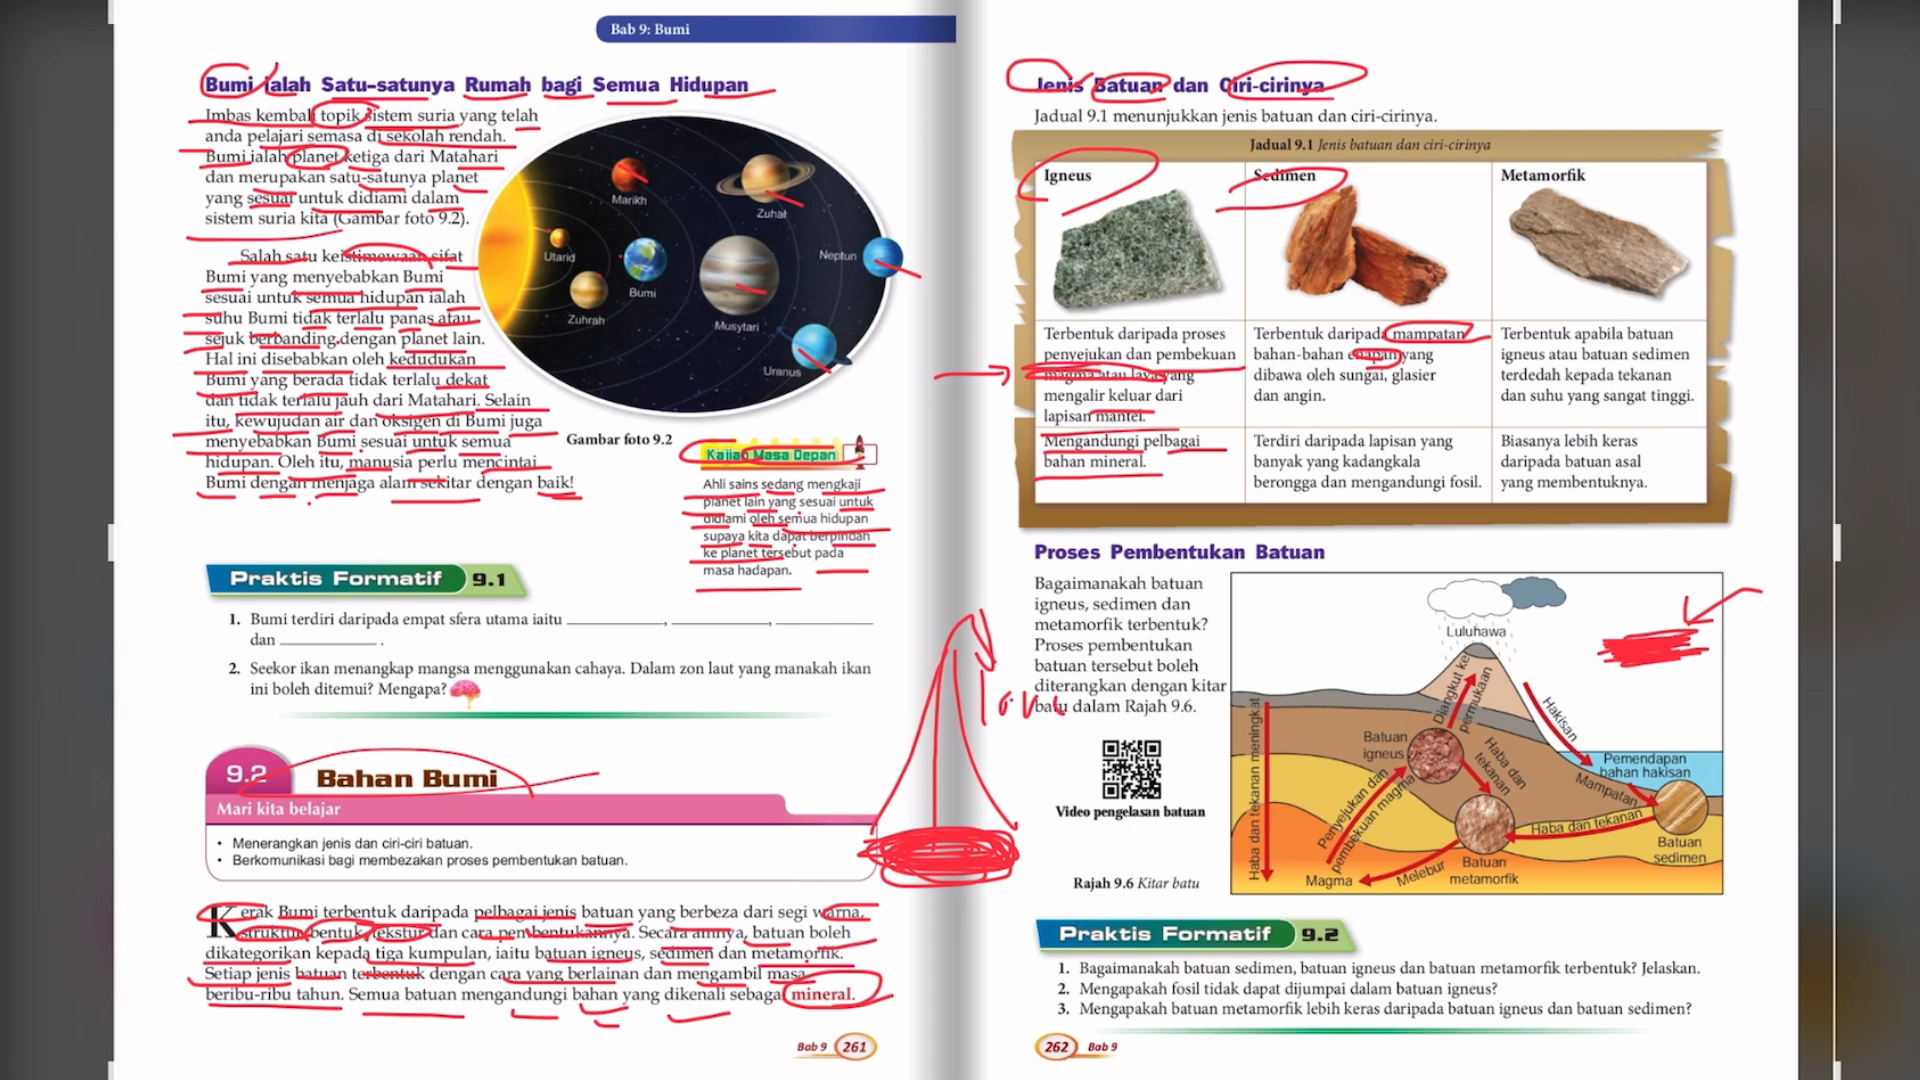 Bab 9: Bumi
Bumi ialah Satu-satunya Rumah bagi Semua Hidupan
Imbas kembali topik sistem suria yang telah
anda pelajari semasa di sekolah rendah.
Bumi ialah planet ketiga dari Matahari
dan merupakan satu-satunya planet
yang sesuai untuk didiami dalam
sistem suria kita (Gambar foto 9.2).
Salah satu keistimewaan sifat
Bumi yang menyebabkan Bumi
sesuai untuk semua hidupan ialah
suhu Bumi tidak terlalu panas atau
sejuk berbanding dengan planet lain.
Hal ini disebabkan oleh kedudukan
Bumi yang berada tidak terlalu dekat
dan tidak terlalu jauh dari Matahari. Selain
itu, kewujudan air dan oksigen di Bumi juga
menyebabkan Bumi sesuai untuk semua
hidupan. Oleh itu, manusia perlu mencintai
Bumi dengan menjaga alam sekitar dengan baik!
Marikh
Zuhal
Utarid
Neptun
Bumi
Zuhrah
Musytari
Uranus
Gambar foto 9.2
Kajian Masa Depan
Ahli sains sedang mengkaji
planet lain yang sesuai untuk
didiami oleh semua hidupan
supaya kita dapat berpindah
ke planet tersebut pada
masa hadapan.
Praktis Formatif 9.1
1. Bumi terdiri daripada empat sfera utama iaitu ____________, ____________, ____________
dan ____________ .
2. Seekor ikan menangkap mangsa menggunakan cahaya. Dalam zon laut yang manakah ikan
ini boleh ditemui? Mengapa?
9.2 Bahan Bumi
Mari kita belajar
• Menerangkan jenis dan ciri-ciri batuan.
• Berkomunikasi bagi membezakan proses pembentukan batuan.
Kerak Bumi terbentuk daripada pelbagai jenis batuan yang berbeza dari segi warna,
struktur, bentuk, tekstur dan cara pembentukannya. Secara amnya, batuan boleh
dikategorikan kepada tiga kumpulan, iaitu batuan igneus, sedimen dan metamorfik.
Setiap jenis batuan terbentuk dengan cara yang berlainan dan mengambil masa
beribu-ribu tahun. Semua batuan mengandungi bahan yang dikenali sebagai mineral.
Bab 9 261
Jenis Batuan dan Ciri-cirinya
Jadual 9.1 menunjukkan jenis batuan dan ciri-cirinya.
Jadual 9.1 Jenis batuan dan ciri-cirinya
Igneus
Sedimen
Metamorfik
Terbentuk daripada proses
penyejukan dan pembekuan
magma atau lava yang
mengalir keluar dari
lapisan mantel.
Terbentuk daripada mampatan
bahan-bahan enapan yang
dibawa oleh sungai, glasier
dan angin.
Terbentuk apabila batuan
igneus atau batuan sedimen
terdedah kepada tekanan
dan suhu yang sangat tinggi.
Mengandungi pelbagai
bahan mineral.
Terdiri daripada lapisan yang
banyak yang kadangkala
berongga dan mengandungi fosil.
Biasanya lebih keras
daripada batuan asal
yang membentuknya.
Proses Pembentukan Batuan
Bagaimanakah batuan
igneus, sedimen dan
metamorfik terbentuk?
Proses pembentukan
batuan tersebut boleh
diterangkan dengan kitar
batu dalam Rajah 9.6.
Video pengelasan batuan
Rajah 9.6 Kitar batu
Luluhawa
Diangkut ke
permukaan
Hakisan
Haba dan tekanan meningkat
Batuan
igneus
Haba dan
tekanan
Pemendapan
bahan hakisan
Mampatan
Penyejukan dan
pembekuan magma
Haba dan tekanan
Batuan
sedimen
Magma
Melebur
Batuan
metamorfik
Praktis Formatif 9.2
1. Bagaimanakah batuan sedimen, batuan igneus dan batuan metamorfik terbentuk? Jelaskan.
2. Mengapakah fosil tidak dapat dijumpai dalam batuan igneus?
3. Mengapakah batuan metamorfik lebih keras daripada batuan igneus dan batuan sedimen?
262 Bab 9